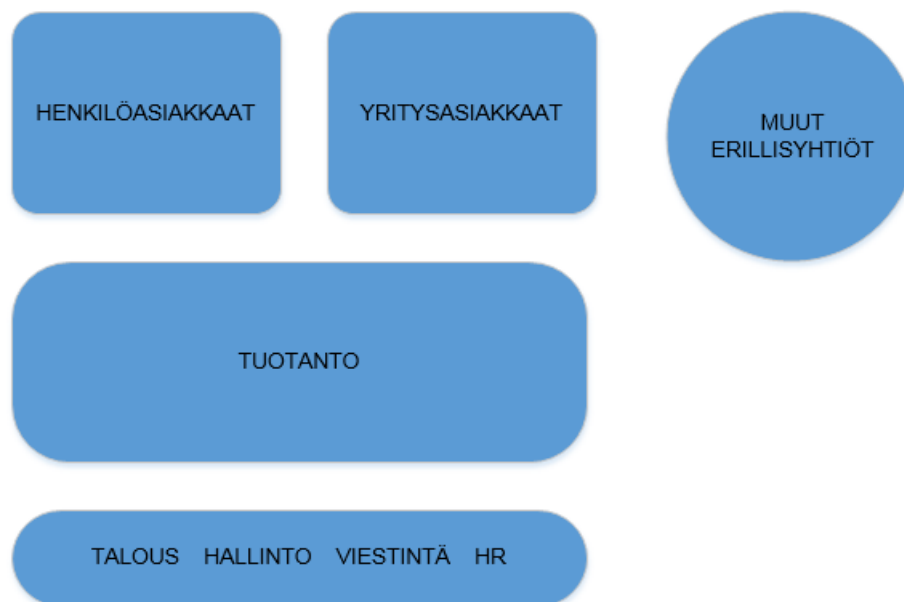 HENKILÖASIAKKAAT
YRITYSASIAKKAAT
MUUT
ERILLISYHTIÖT
TUOTANTO
TALOUS HALLINTO VIESTINTÄ HR